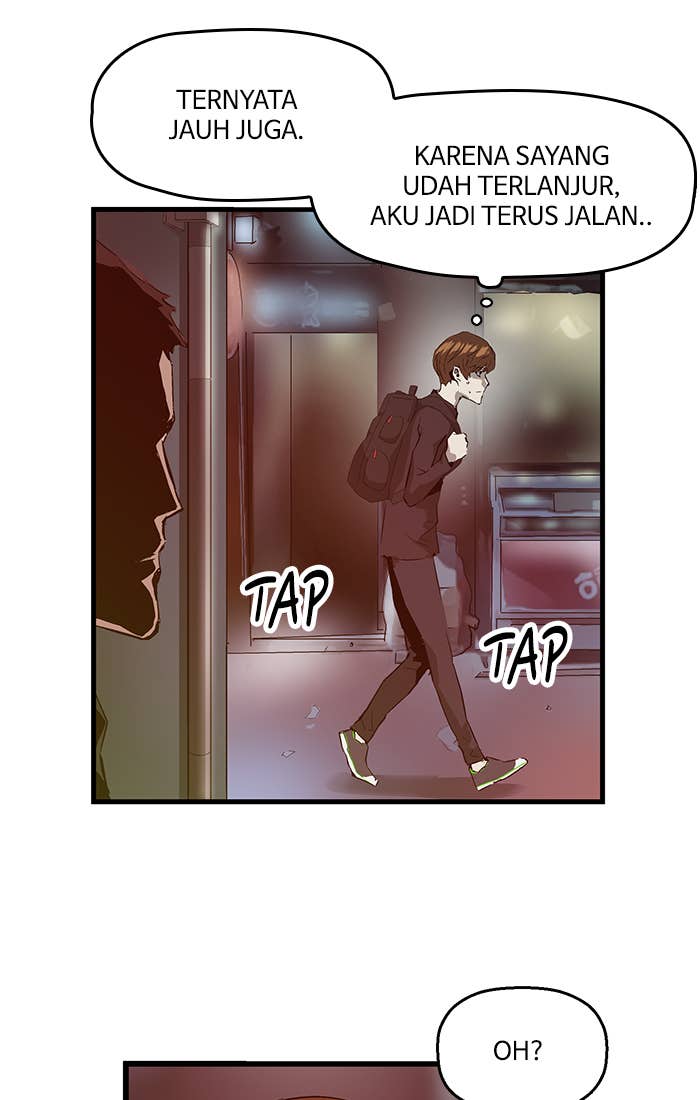 TERNYATA
JAUH JUGA.
KARENA SAYANG
UDAH TERLANJUR,
AKU JADI TERUS JALAN..
TAP
TAP
OH?